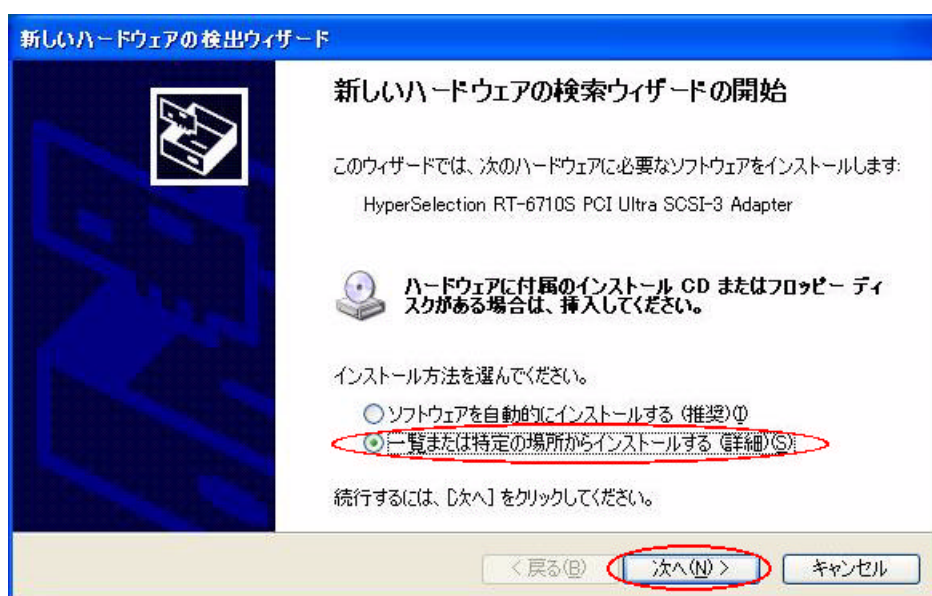 新しいハードウェアの検出ウィザード
新しいハードウェアの検索ウィザードの開始
このウィザードでは、次のハードウェアに必要なソフトウェアをインストールします:
HyperSelection RT-6710S PCI Ultra SCSI-3 Adapter
ハードウェアに付属のインストール CD またはフロッピー ディ
スクがある場合は、挿入してください。
インストール方法を選んでください。
ソフトウェアを自動的にインストールする (推奨)(I)
一覧または特定の場所からインストールする (詳細)(S)
続行するには、[次へ] をクリックしてください。
< 戻る(B)
次へ(N) >
キャンセル